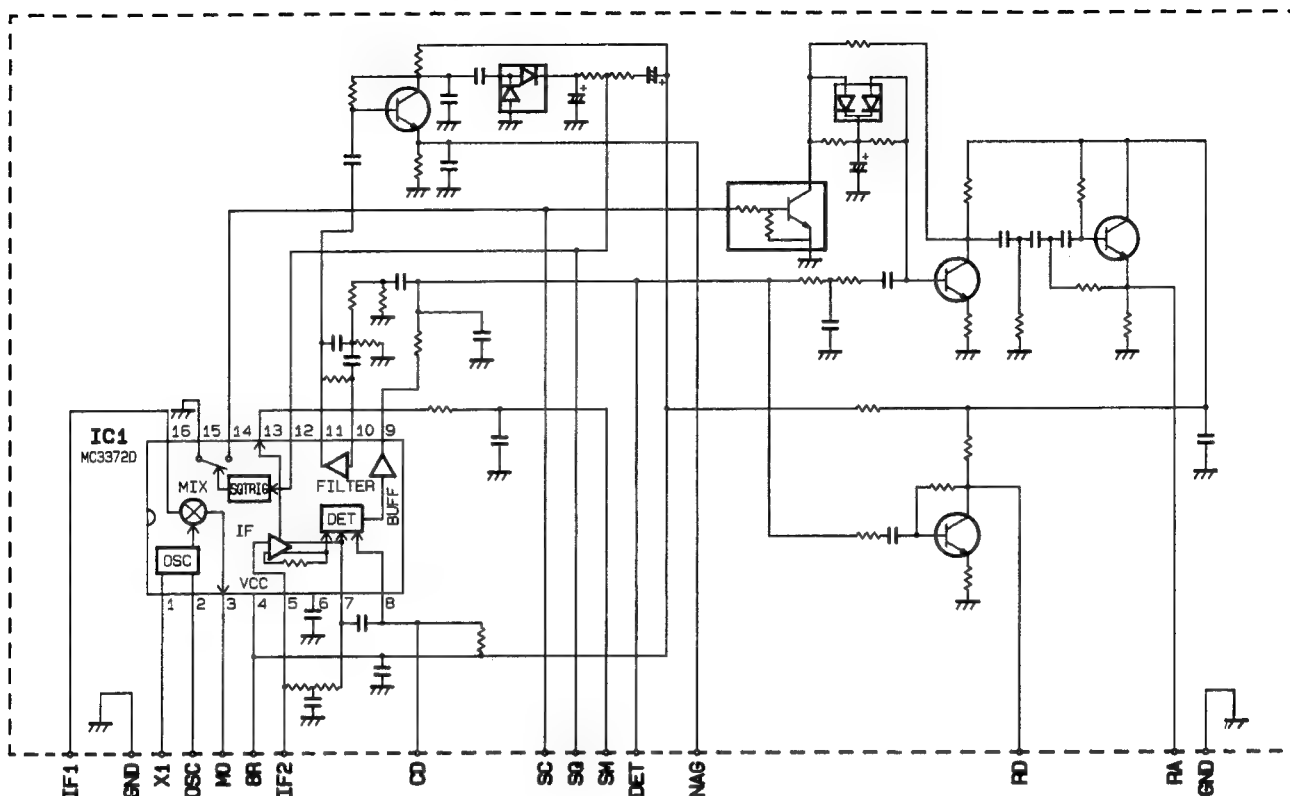 IC1
MC3372D
16 15 14 13 12 11 10 9
MIX
SQTRIG
FILTER
BUFF
DET
IF
OSC
VCC
1 2 3 4 5 6 7 8
+
+
+
IF1
GND
X1
OSC
MO
8R
IF2
CD
SC
SQ
SM
DET
NAG
RD
RA
GND